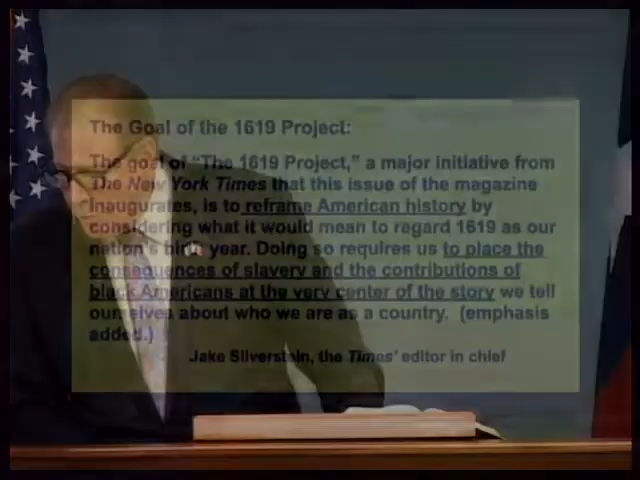 The Goal of the 1619 Project:
The goal of "The 1619 Project," a major initiative from
The New York Times that this issue of the magazine
inaugurates, is to reframe American history by
considering what it would mean to regard 1619 as our
nation's birth year. Doing so requires us to place the
consequences of slavery and the contributions of
black Americans at the very center of the story we tell
ourselves about who we are as a country. (emphasis
added.)
Jake Silverstein, the Times' editor in chief